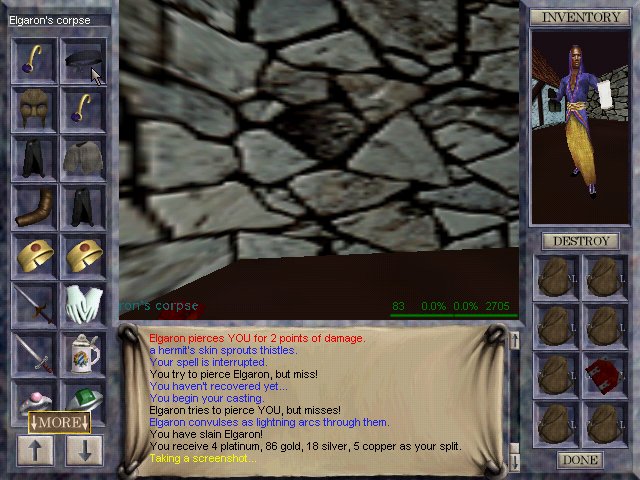 Elgaron's corpse
INVENTORY
DESTROY
L
L
L
L
L
L
L
MORE
DONE
ron's corpse
83 0.0% 0.0% 2705
Elgaron pierces YOU for 2 points of damage.
a hermit's skin sprouts thistles.
Your spell is interrupted.
You try to pierce Elgaron, but miss!
You haven't recovered yet...
You begin your casting.
Elgaron tries to pierce YOU, but misses!
Elgaron convulses as lightning arcs through them.
You have slain Elgaron!
You receive 4 platinum, 86 gold, 18 silver, 5 copper as your split.
Taking a screenshot...